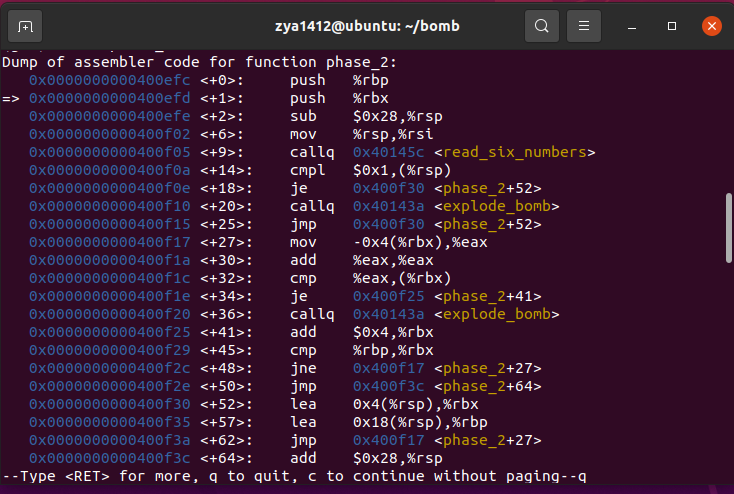 zya1412@ubuntu: ~/bomb
Dump of assembler code for function phase_2:
0x0000000000400efc <+0>: push %rbp
=> 0x0000000000400efd <+1>: push %rbx
0x0000000000400efe <+2>: sub $0x28,%rsp
0x0000000000400f02 <+6>: mov %rsp,%rsi
0x0000000000400f05 <+9>: callq 0x40145c <read_six_numbers>
0x0000000000400f0a <+14>: cmpl $0x1,(%rsp)
0x0000000000400f0e <+18>: je 0x400f30 <phase_2+52>
0x0000000000400f10 <+20>: callq 0x40143a <explode_bomb>
0x0000000000400f15 <+25>: jmp 0x400f30 <phase_2+52>
0x0000000000400f17 <+27>: mov -0x4(%rbx),%eax
0x0000000000400f1a <+30>: add %eax,%eax
0x0000000000400f1c <+32>: cmp %eax,(%rbx)
0x0000000000400f1e <+34>: je 0x400f25 <phase_2+41>
0x0000000000400f20 <+36>: callq 0x40143a <explode_bomb>
0x0000000000400f25 <+41>: add $0x4,%rbx
0x0000000000400f29 <+45>: cmp %rbp,%rbx
0x0000000000400f2c <+48>: jne 0x400f17 <phase_2+27>
0x0000000000400f2e <+50>: jmp 0x400f3c <phase_2+64>
0x0000000000400f30 <+52>: lea 0x4(%rsp),%rbx
0x0000000000400f35 <+57>: lea 0x18(%rsp),%rbp
0x0000000000400f3a <+62>: jmp 0x400f17 <phase_2+27>
0x0000000000400f3c <+64>: add $0x28,%rsp
--Type <RET> for more, q to quit, c to continue without paging--q